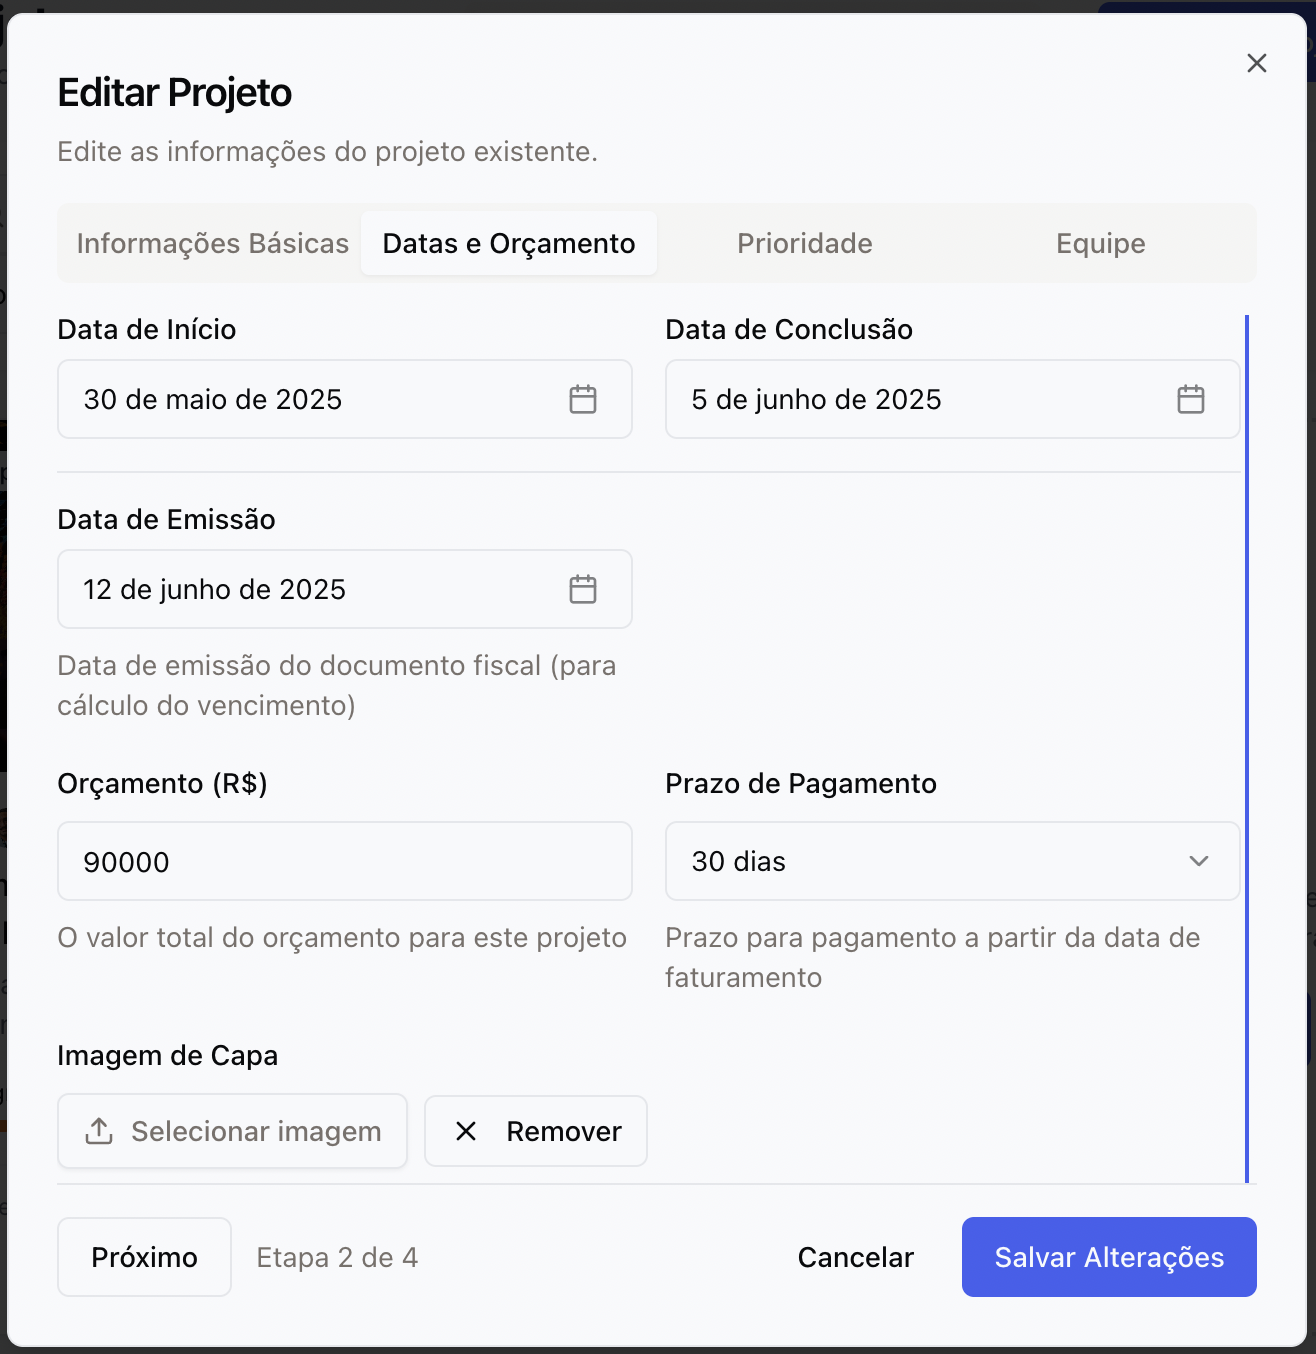 Editar Projeto
Edite as informações do projeto existente.
Informações Básicas
Datas e Orçamento
Prioridade
Equipe
Data de Início
Data de Conclusão
30 de maio de 2025
5 de junho de 2025
Data de Emissão
12 de junho de 2025
Data de emissão do documento fiscal (para
cálculo do vencimento)
Orçamento (R$)
Prazo de Pagamento
90000
30 dias
O valor total do orçamento para este projeto
Prazo para pagamento a partir da data de
faturamento
Imagem de Capa
Selecionar imagem
Remover
Próximo
Etapa 2 de 4
Cancelar
Salvar Alterações